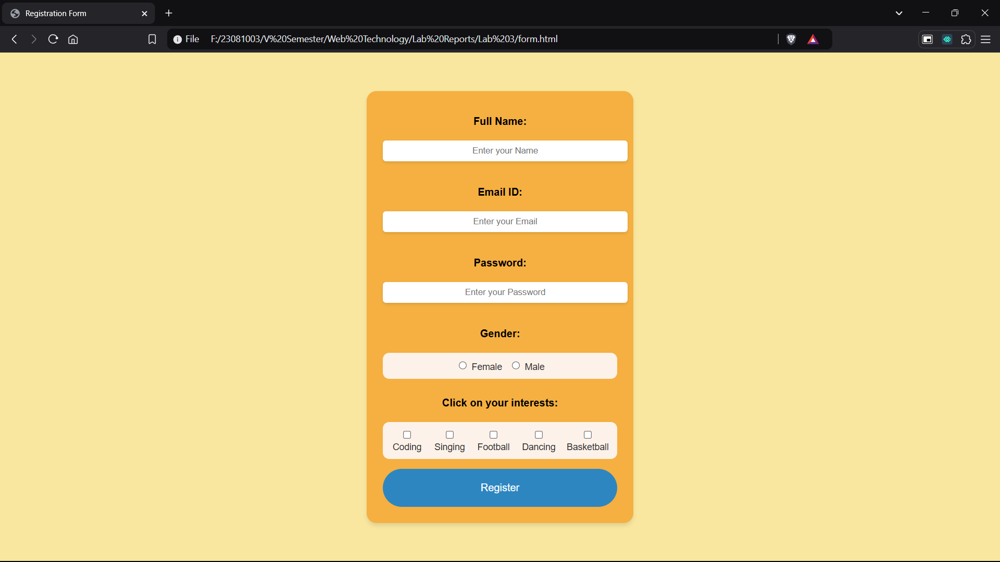 Registration Form
File F:/23081003/V%20Semester/Web%20Technology/Lab%20Reports/Lab%203/form.html
Full Name:
Enter your Name
Email ID:
Enter your Email
Password:
Enter your Password
Gender:
Female Male
Click on your interests:
Coding Singing Football Dancing Basketball
Register